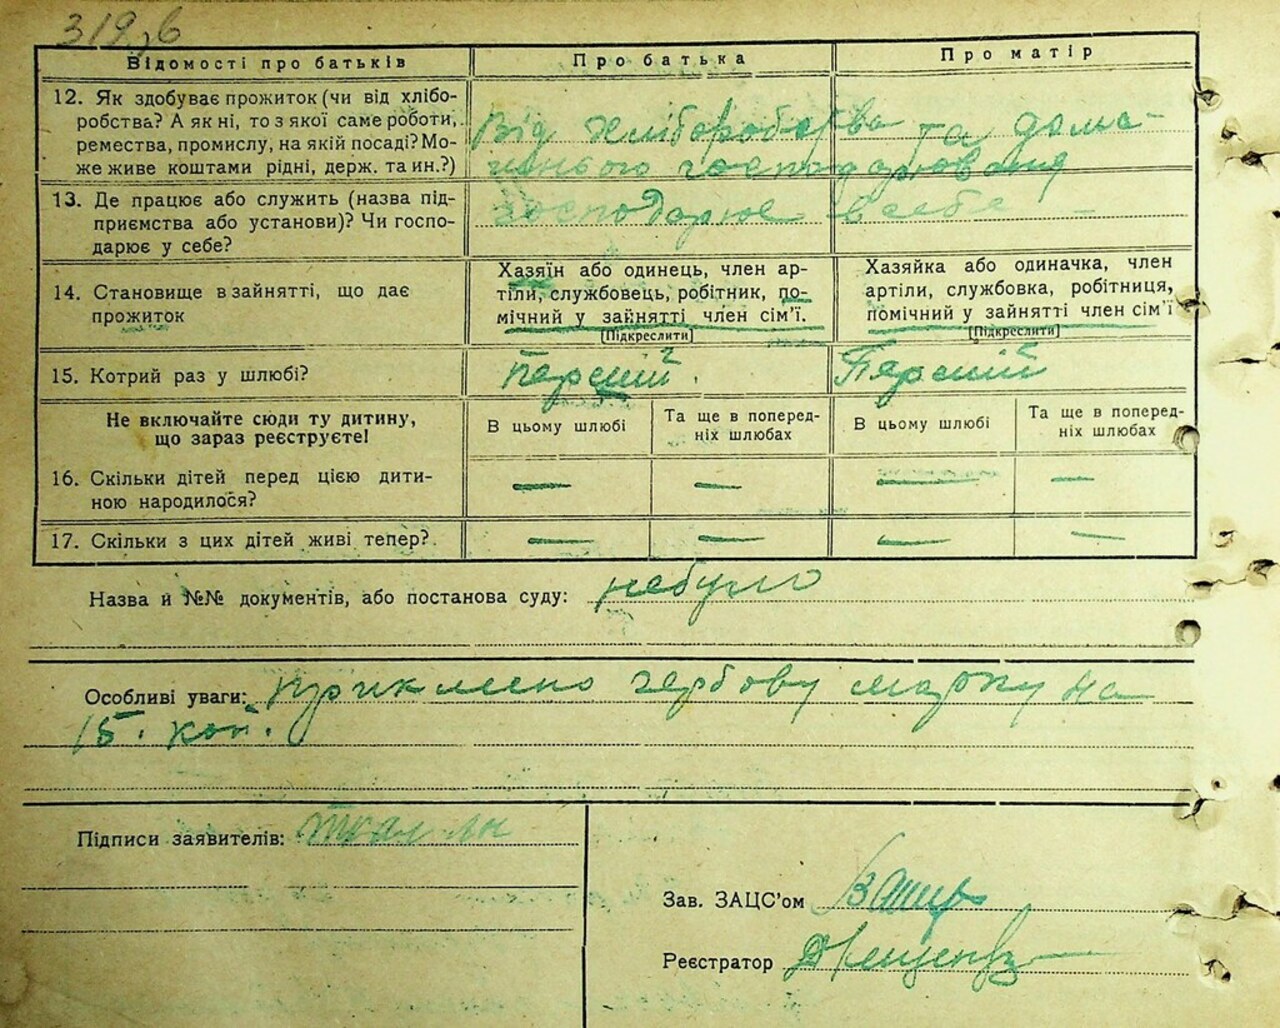 319,6
Відомості про батьків Про батька Про матір
12. Як здобуває прожиток (чи від хлібо-
робства? А як ні, то з якої саме роботи,
ремества, промислу, на якій посаді? Мо-
же живе коштами рідні, держ. та ин.?)
Від хліборобства та дома-
шнього господарювання
13. Де працює або служить (назва під-
приємства або установи)? Чи госпо-
дарює у себе?
господарює в себе
14. Становище в зайнятті, що дає
прожиток
Хазяїн або одинець, член ар-
тіли, службовець, робітник, по-
мічний у зайнятті член сім'ї.
[Підкреслити]
Хазяйка або одиначка, член
артіли, службовка, робітниця,
помічний у зайнятті член сім'ї
[Підкреслити]
15. Котрий раз у шлюбі? Перший. Перший
Не включайте сюди ту дитину,
що зараз реєструєте!
В цьому шлюбі Та ще в поперед-
ніх шлюбах
В цьому шлюбі Та ще в поперед-
ніх шлюбах
16. Скільки дітей перед цією дити-
ною народилося? — — — —
17. Скільки з цих дітей живі тепер? — — — —
Назва й №№ документів, або постанова суду: небуло
Особливі уваги: Приклеено гербову марку на
15. коп.
Підписи заявителів:
Зав. ЗАЦС'ом
Реєстратор